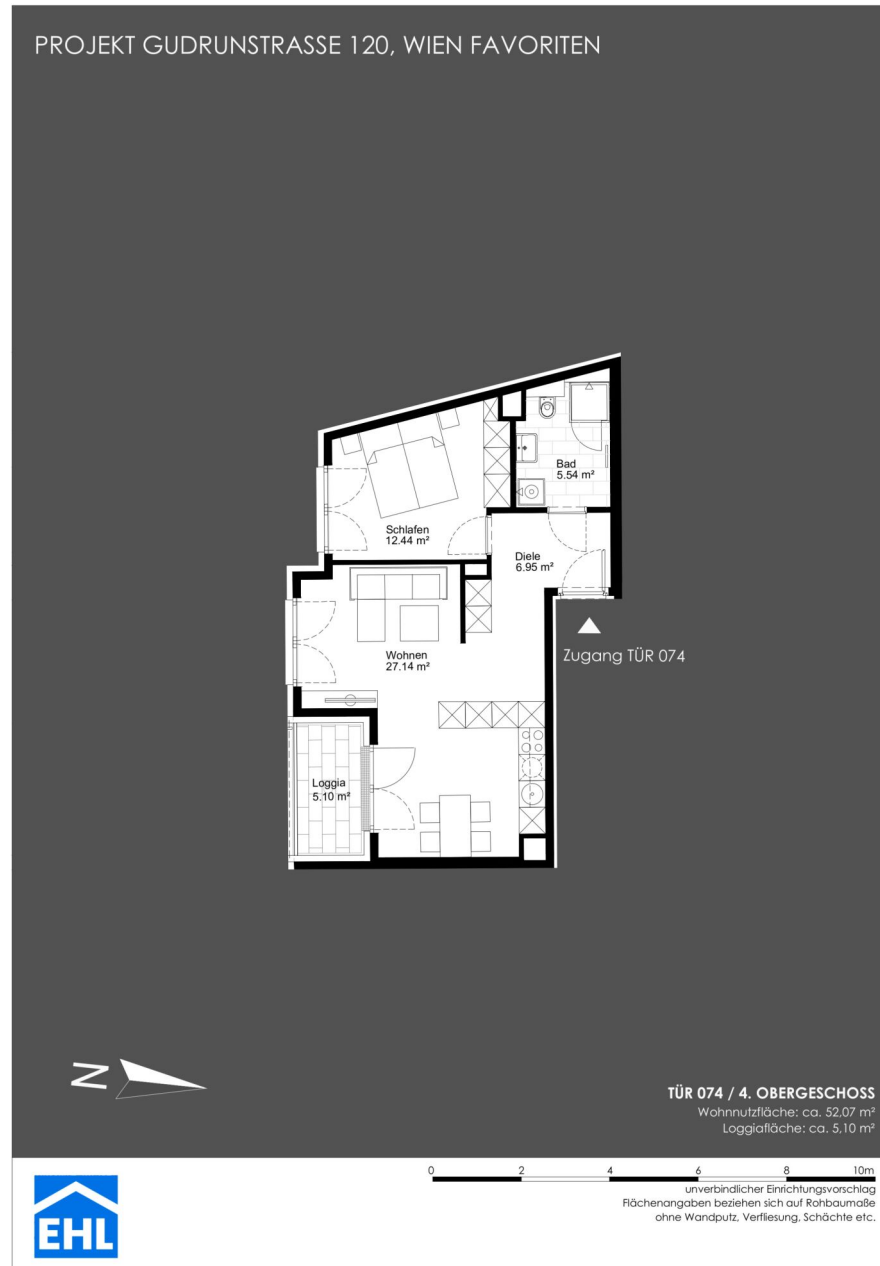 PROJEKT GUDRUNSTRASSE 120, WIEN FAVORITEN
Bad
5.54 m²
Schlafen
12.44 m²
Diele
6.95 m²
Wohnen
27.14 m²
Zugang TÜR 074
Loggia
5.10 m²
N
TÜR 074 / 4. OBERGESCHOSS
Wohnnutzfläche: ca. 52,07 m²
Loggiafläche: ca. 5,10 m²
0 2 4 6 8 10m
unverbindlicher Einrichtungsvorschlag
Flächenangaben beziehen sich auf Rohbaumaße
ohne Wandputz, Verfliesung, Schächte etc.
EHL